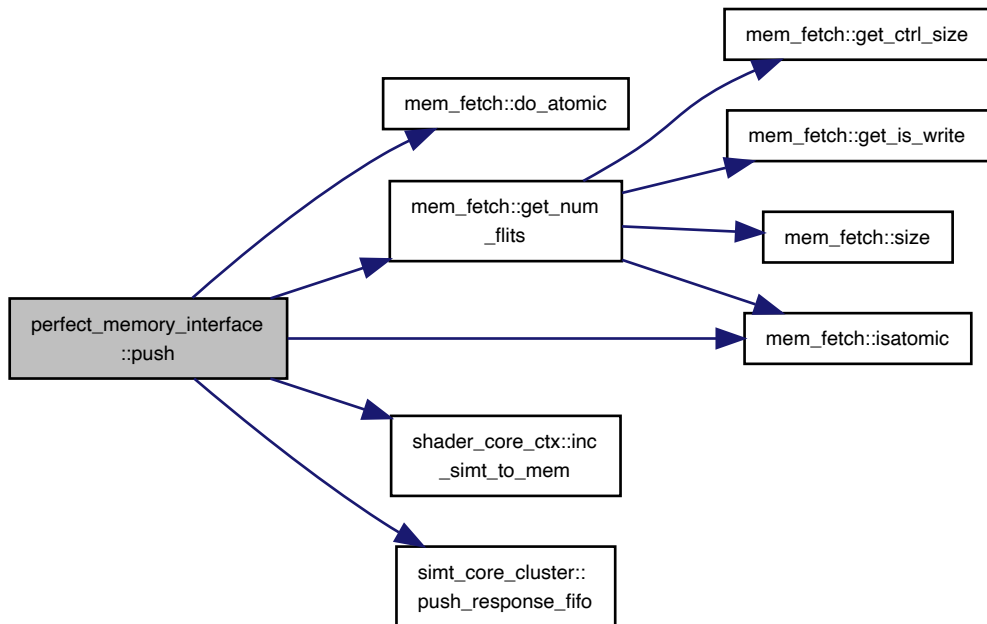 mem_fetch::get_ctrl_size
mem_fetch::do_atomic
mem_fetch::get_is_write
mem_fetch::get_num
_flits
mem_fetch::size
perfect_memory_interface
::push
mem_fetch::isatomic
shader_core_ctx::inc
_simt_to_mem
simt_core_cluster::
push_response_fifo